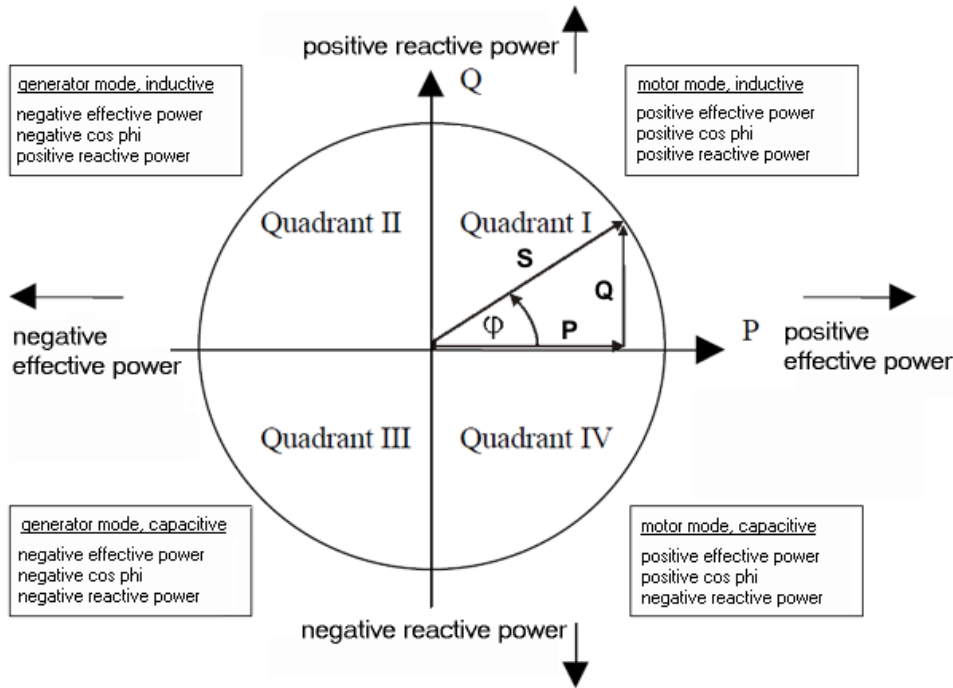 positive reactive power
Q
generator mode, inductive
negative effective power
negative cos phi
positive reactive power
motor mode, inductive
positive effective power
positive cos phi
positive reactive power
Quadrant II
Quadrant I
S
Q
φ
P
negative
effective power
P
positive
effective power
Quadrant III
Quadrant IV
generator mode, capacitive
negative effective power
negative cos phi
negative reactive power
motor mode, capacitive
positive effective power
positive cos phi
negative reactive power
negative reactive power